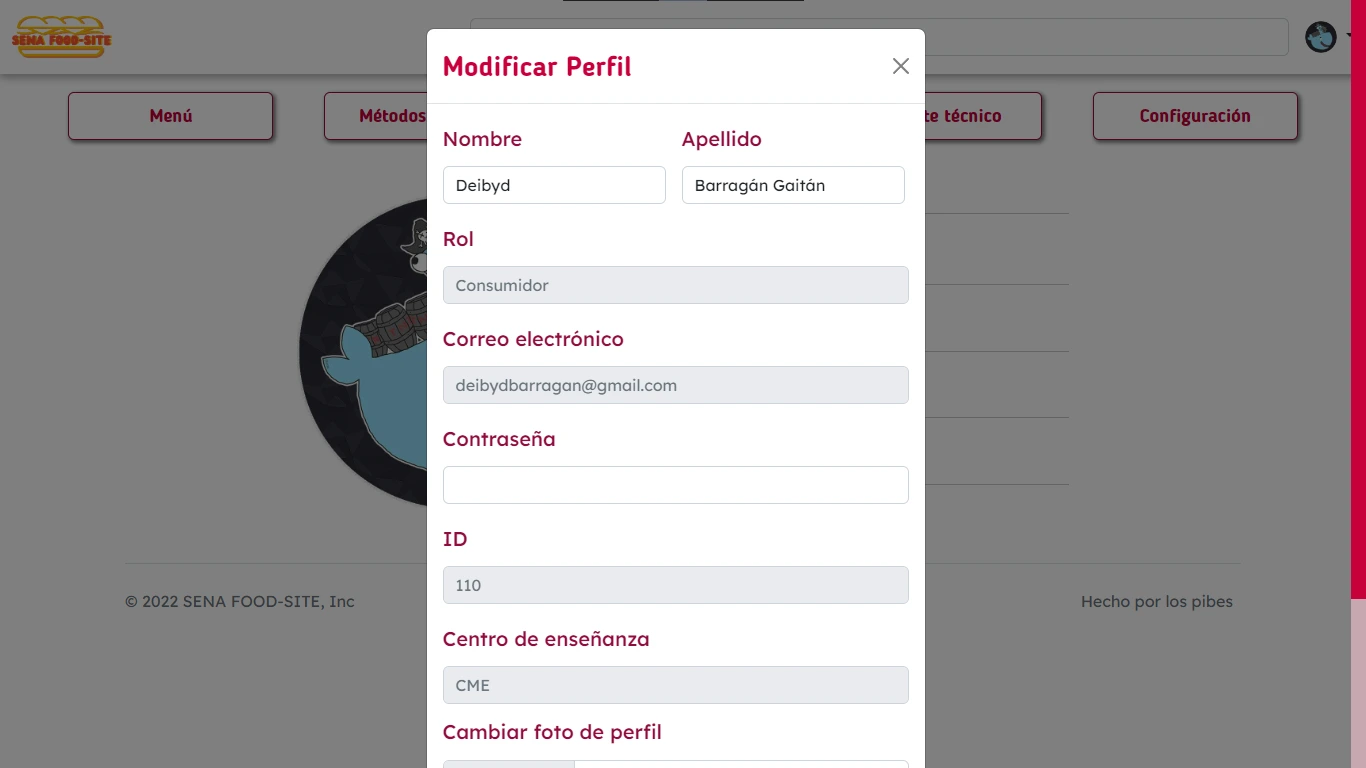 SENA FOOD-SITE
Modificar Perfil
Menú
Métodos
te técnico
Configuración
Nombre
Apellido
Deibyd
Barragán Gaitán
Rol
Consumidor
Correo electrónico
deibydbarragan@gmail.com
Contraseña
ID
110
© 2022 SENA FOOD-SITE, Inc
Hecho por los pibes
Centro de enseñanza
CME
Cambiar foto de perfil